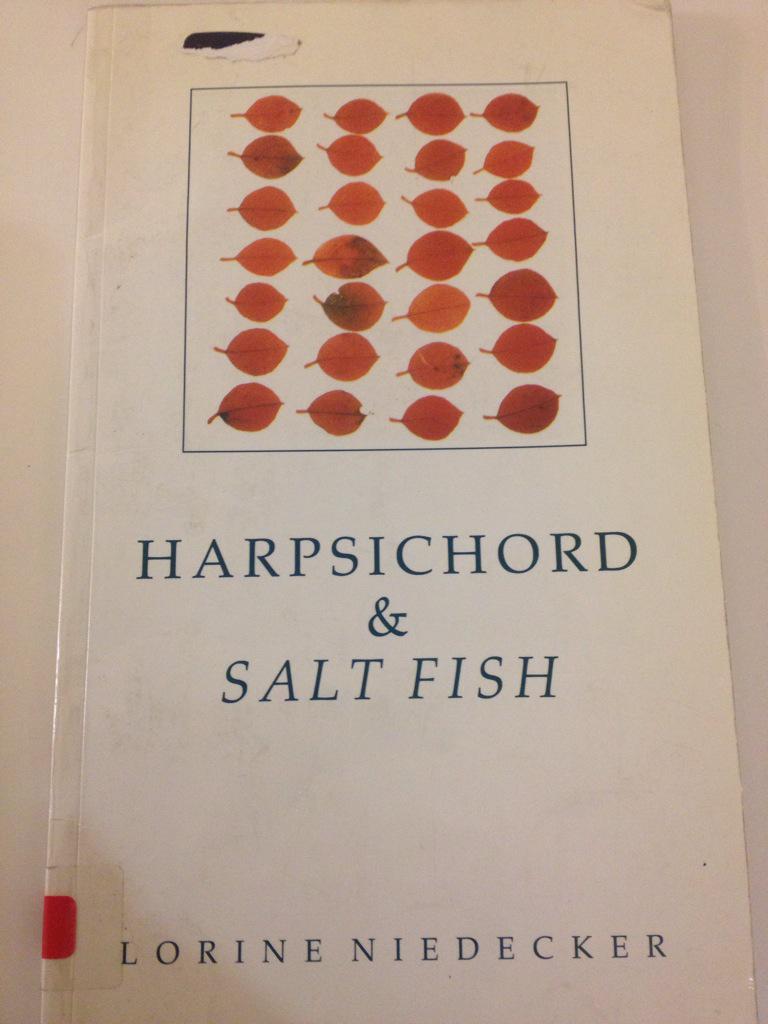 HARPSICHORD
&
SALT FISH
LORINE NIEDECKER